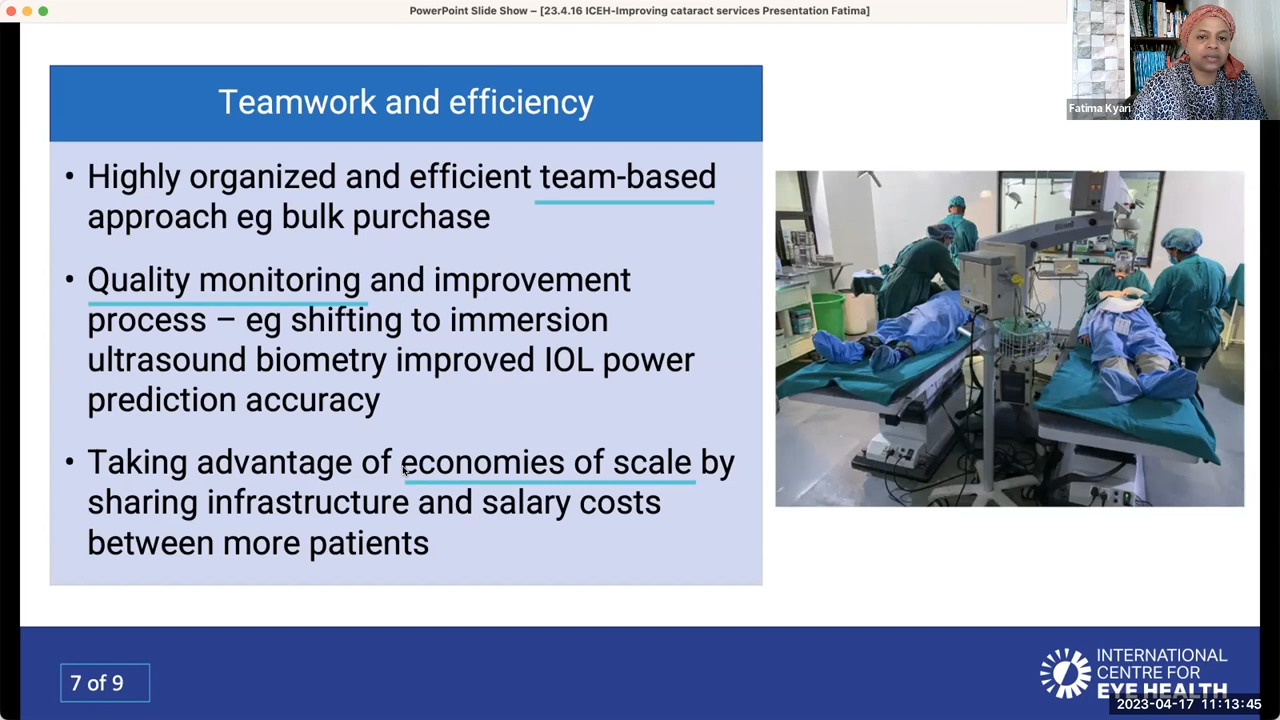 PowerPoint Slide Show – [23.4.16 ICEH-Improving cataract services Presentation Fatima]
Fatima Kyari
Teamwork and efficiency
• Highly organized and efficient team-based
approach eg bulk purchase
• Quality monitoring and improvement
process – eg shifting to immersion
ultrasound biometry improved IOL power
prediction accuracy
• Taking advantage of economies of scale by
sharing infrastructure and salary costs
between more patients
7 of 9
INTERNATIONAL
CENTRE FOR
EYE HEALTH
2023-04-17 11:13:45